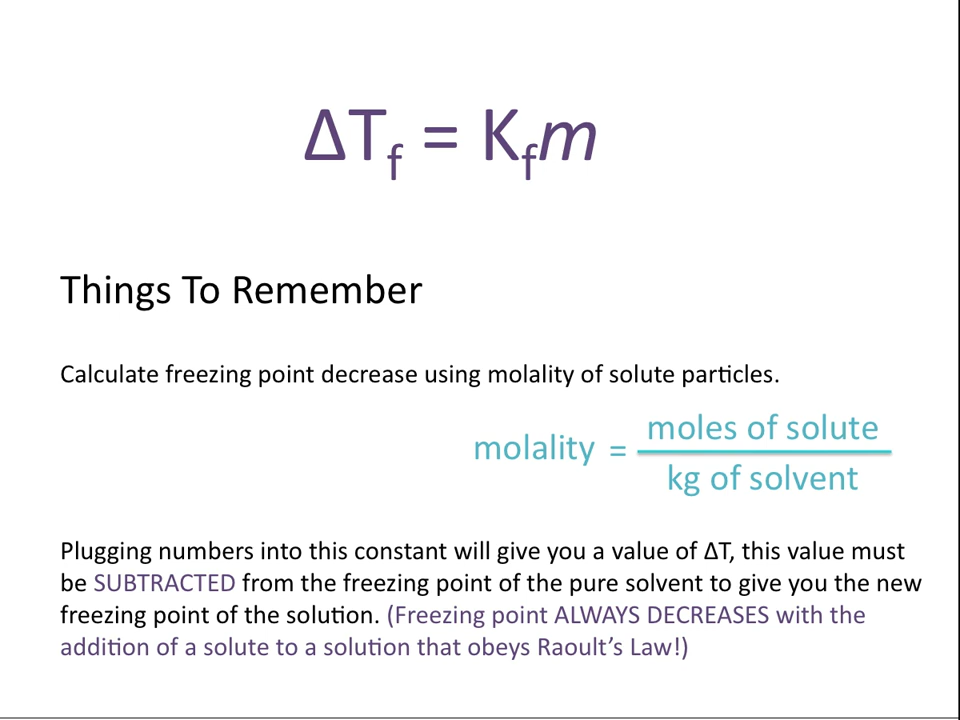 ΔTf = Kfm
Things To Remember
Calculate freezing point decrease using molality of solute particles.
molality = moles of solute
kg of solvent
Plugging numbers into this constant will give you a value of ΔT, this value must
be SUBTRACTED from the freezing point of the pure solvent to give you the new
freezing point of the solution. (Freezing point ALWAYS DECREASES with the
addition of a solute to a solution that obeys Raoult’s Law!)